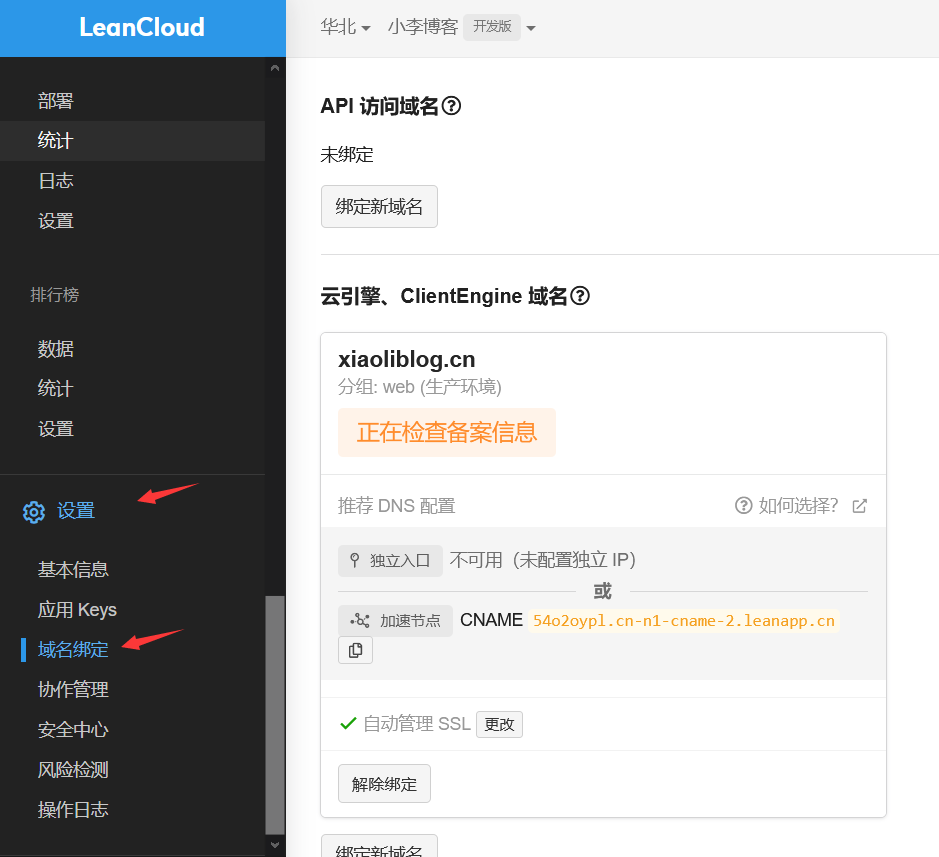 LeanCloud
华北
小李博客
开发版
部署
统计
日志
设置
排行榜
数据
统计
设置
设置
基本信息
应用 Keys
域名绑定
协作管理
安全中心
风险检测
操作日志
API 访问域名?
未绑定
绑定新域名
云引擎、ClientEngine 域名?
xiaoliblog.cn
分组: web (生产环境)
正在检查备案信息
推荐 DNS 配置
? 如何选择?
独立入口 不可用（未配置独立 IP）
或
加速节点 CNAME 54o2oypl.cn-n1-cname-2.leanapp.cn
自动管理 SSL 更改
解除绑定
绑定新域名